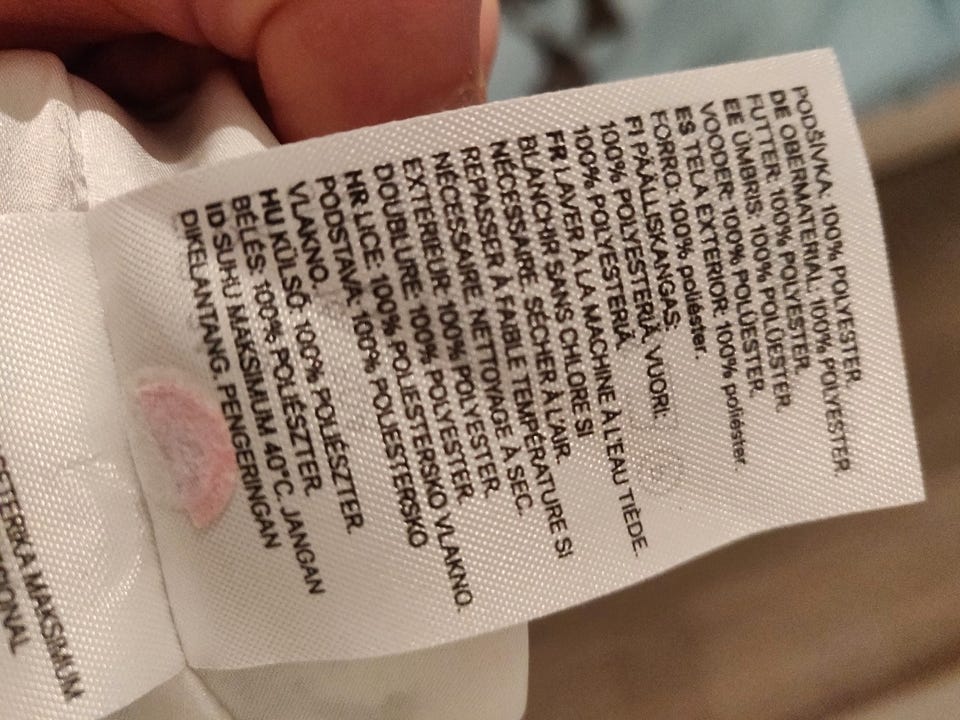 PODŠÍVKA: 100% POLYESTER.
DE OBERMATERIAL: 100% POLYESTER
FUTTER: 100% POLYESTER.
EE ÜMBRIS: 100% POLÜESTER.
VOODER: 100% POLÜESTER.
ES TELA EXTERIOR: 100% poliéster.
FORRO: 100% poliéster.
FI PÄÄLLISKANGAS:
100% POLYESTERIÄ, VUORI:
100% POLYESTERIÄ.
FR LAVER À LA MACHINE À L'EAU TIÈDE.
BLANCHIR SANS CHLORE SI
NÉCESSAIRE. SÉCHER À L'AIR.
REPASSER À FAIBLE TEMPÉRATURE SI
NÉCESSAIRE. NETTOYAGE À SEC.
EXTÉRIEUR: 100% POLYESTER.
DOUBLURE: 100% POLYESTER.
HR LICE: 100% POLIESTERSKO VLAKNO.
PODSTAVA: 100% POLIESTERSKO
VLAKNO.
HU KÜLSŐ: 100% POLIÉSZTER.
BÉLÉS: 100% POLIÉSZTER.
ID SUHU MAKSIMUM 40°C. JANGAN
DIKELANTANG. PENGERINGAN
SETERIKA MAKSIMUM